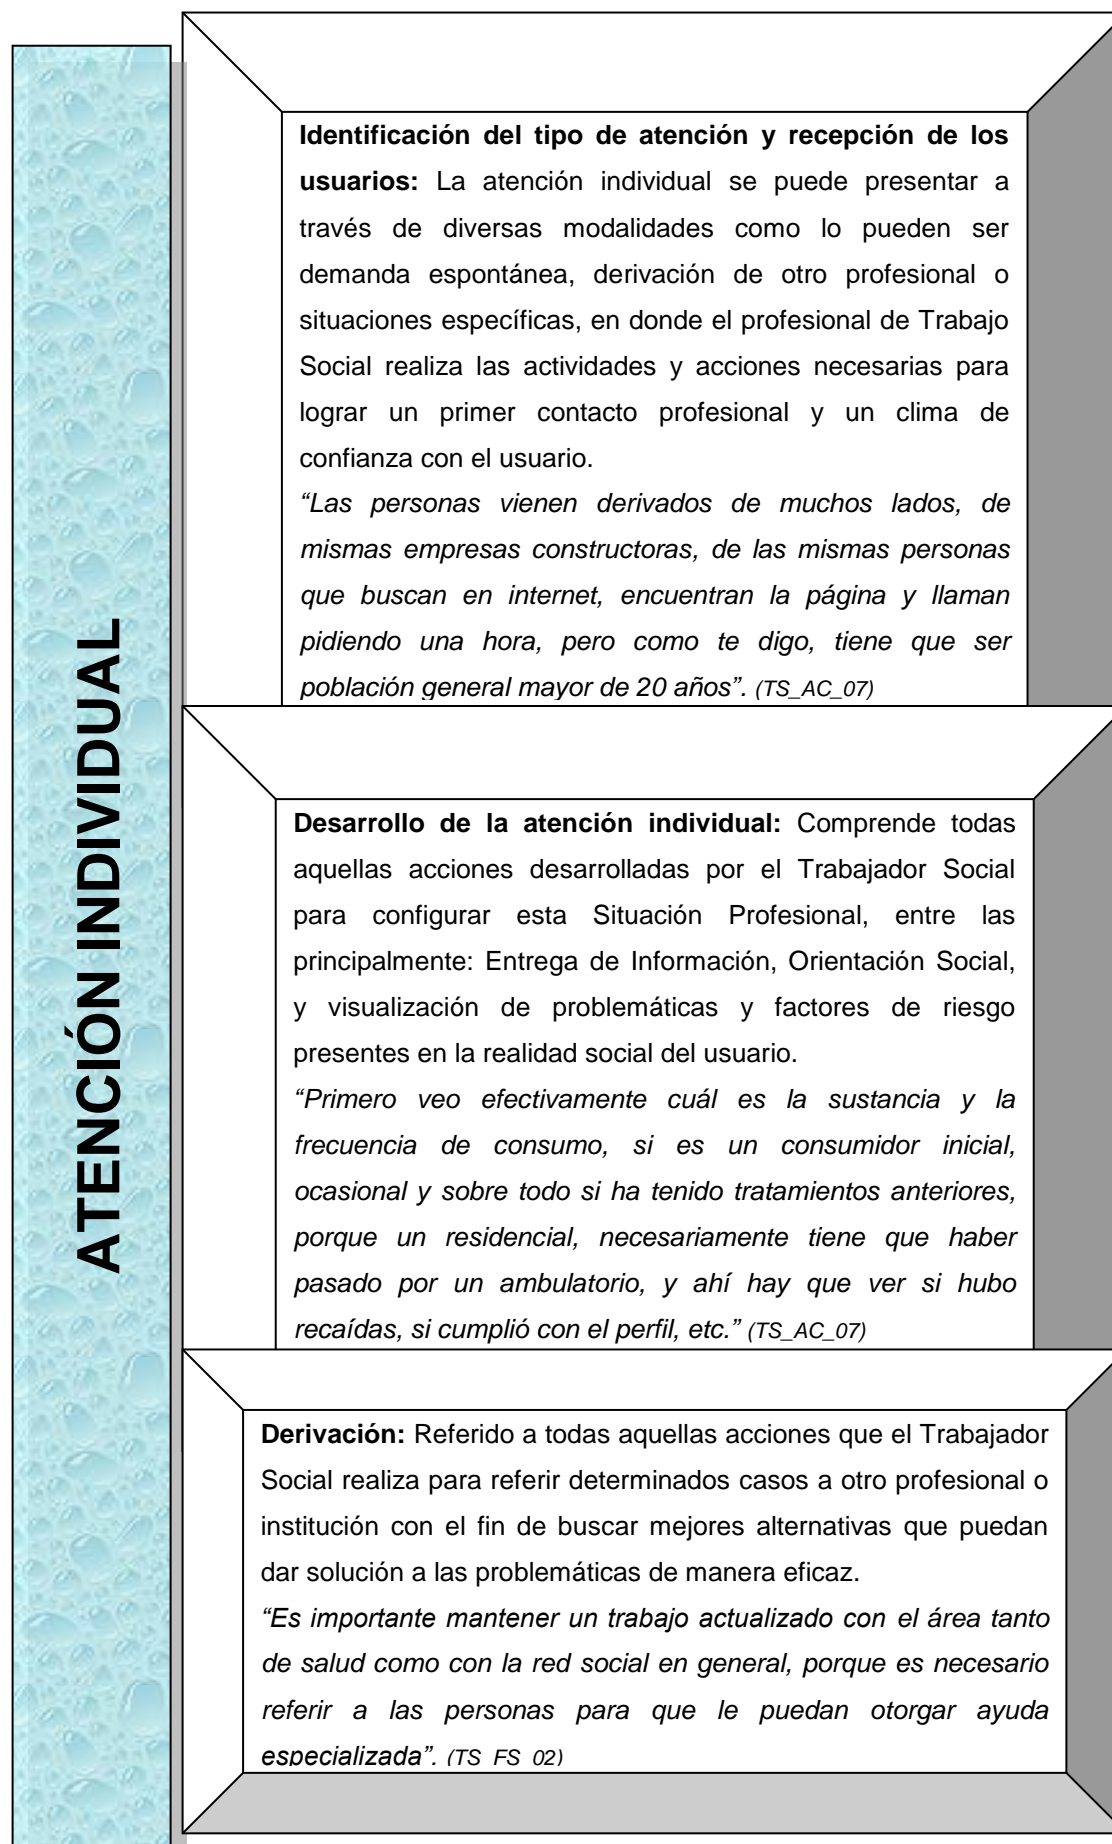 ATENCIÓN INDIVIDUAL
Identificación del tipo de atención y recepción de los
usuarios: La atención individual se puede presentar a
través de diversas modalidades como lo pueden ser
demanda espontánea, derivación de otro profesional o
situaciones específicas, en donde el profesional de Trabajo
Social realiza las actividades y acciones necesarias para
lograr un primer contacto profesional y un clima de
confianza con el usuario.
“Las personas vienen derivados de muchos lados, de
mismas empresas constructoras, de las mismas personas
que buscan en internet, encuentran la página y llaman
pidiendo una hora, pero como te digo, tiene que ser
población general mayor de 20 años”. (TS_AC_07)
Desarrollo de la atención individual: Comprende todas
aquellas acciones desarrolladas por el Trabajador Social
para configurar esta Situación Profesional, entre las
principalmente: Entrega de Información, Orientación Social,
y visualización de problemáticas y factores de riesgo
presentes en la realidad social del usuario.
“Primero veo efectivamente cuál es la sustancia y la
frecuencia de consumo, si es un consumidor inicial,
ocasional y sobre todo si ha tenido tratamientos anteriores,
porque un residencial, necesariamente tiene que haber
pasado por un ambulatorio, y ahí hay que ver si hubo
recaídas, si cumplió con el perfil, etc.” (TS_AC_07)
Derivación: Referido a todas aquellas acciones que el Trabajador
Social realiza para referir determinados casos a otro profesional o
institución con el fin de buscar mejores alternativas que puedan
dar solución a las problemáticas de manera eficaz.
“Es importante mantener un trabajo actualizado con el área tanto
de salud como con la red social en general, porque es necesario
referir a las personas para que le puedan otorgar ayuda
especializada”. (TS_FS_02)